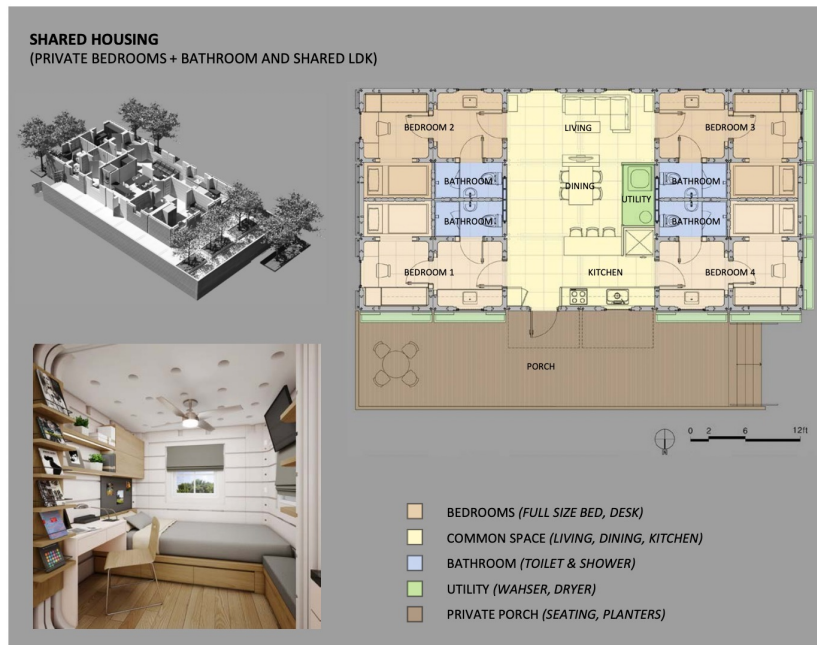 SHARED HOUSING
(PRIVATE BEDROOMS + BATHROOM AND SHARED LDK)
BEDROOM 2
LIVING
BEDROOM 3
BATHROOM
DINING
UTILITY
BATHROOM
BATHROOM
BATHROOM
BEDROOM 1
KITCHEN
BEDROOM 4
PORCH
0 2 6 12ft
BEDROOMS (FULL SIZE BED, DESK)
COMMON SPACE (LIVING, DINING, KITCHEN)
BATHROOM (TOILET & SHOWER)
UTILITY (WAHSER, DRYER)
PRIVATE PORCH (SEATING, PLANTERS)